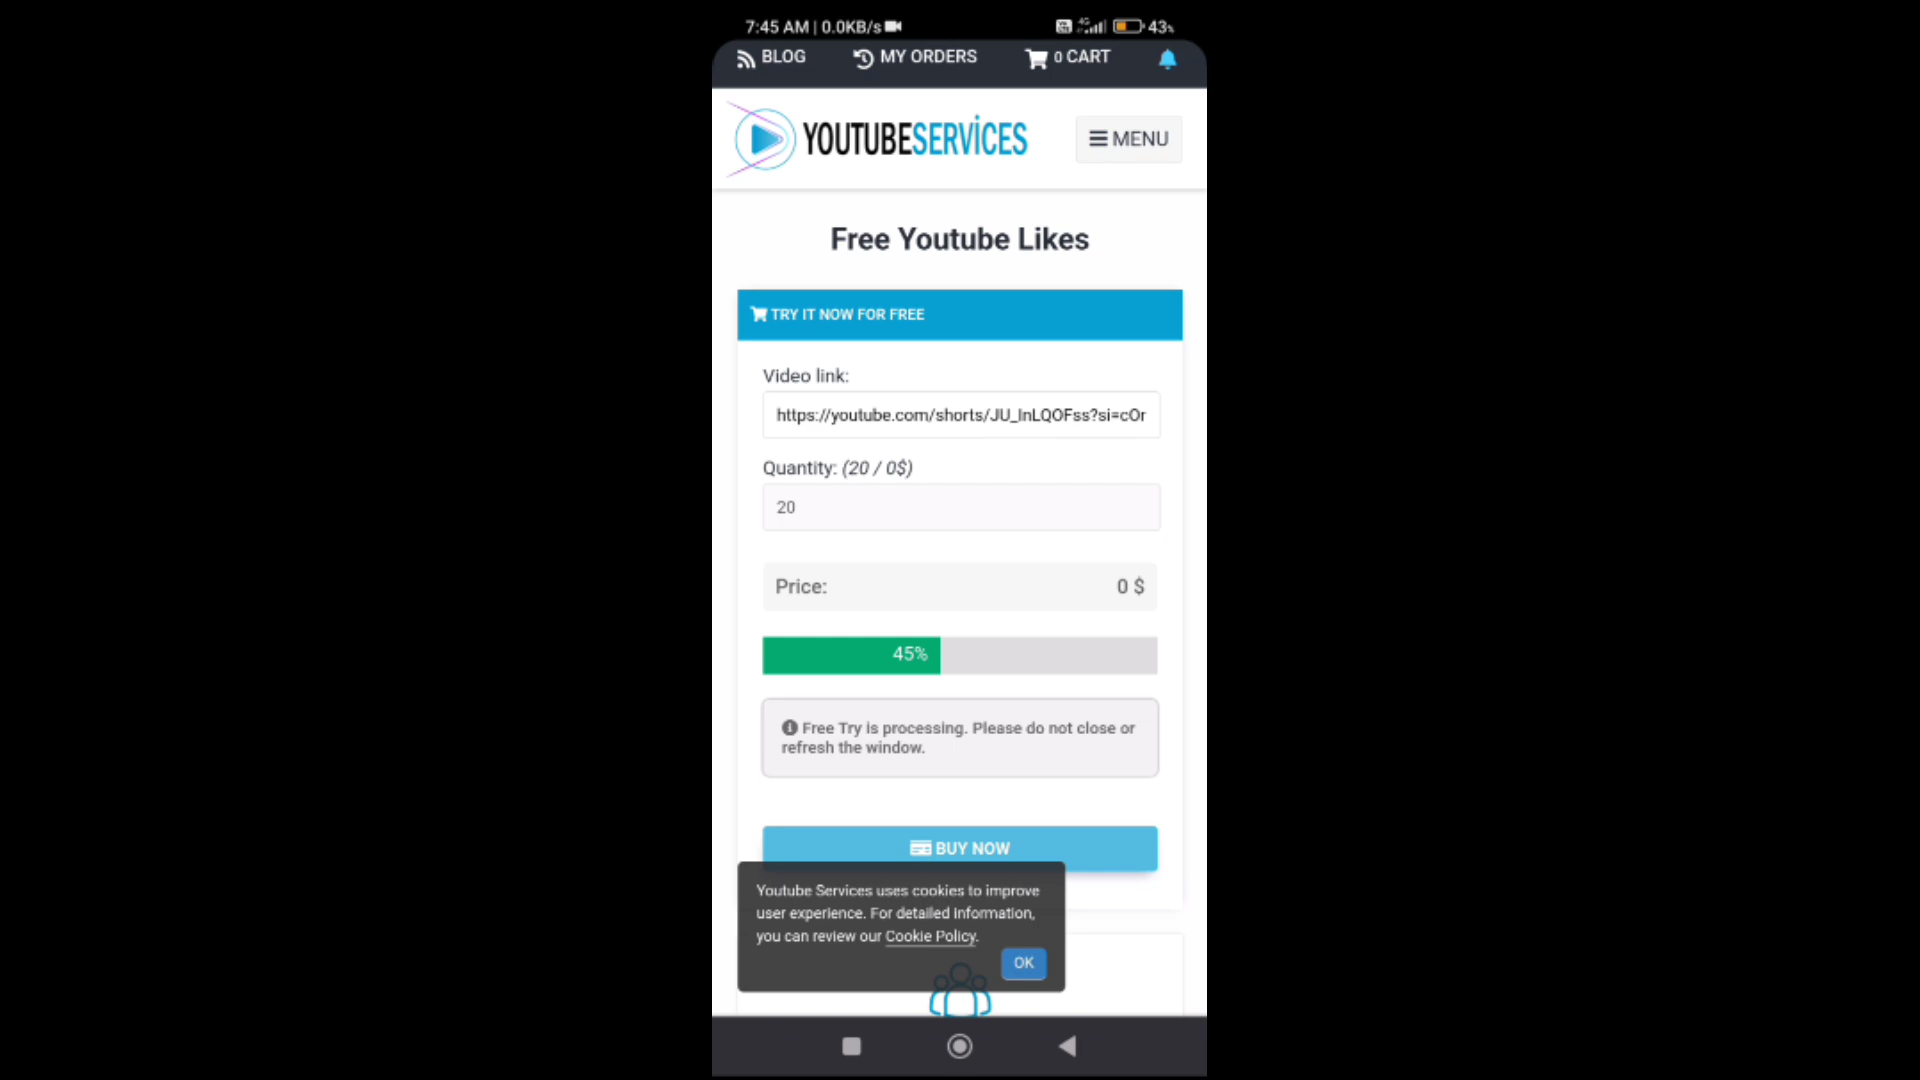 7:45 AM | 0.0KB/s 4G 43%
BLOG MY ORDERS 0 CART
YOUTUBESERVİCES MENU
Free Youtube Likes
TRY IT NOW FOR FREE
Video link:
https://youtube.com/shorts/JU_InLQOFss?si=cOr
Quantity: (20 / 0$)
20
Price: 0 $
45%
Free Try is processing. Please do not close or
refresh the window.
BUY NOW
Youtube Services uses cookies to improve
user experience. For detailed information,
you can review our Cookie Policy.
OK